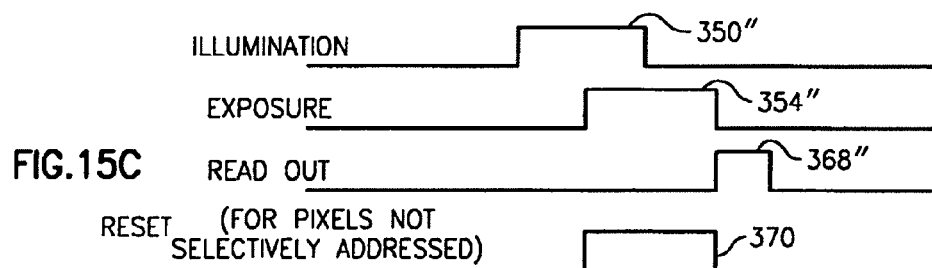 ILLUMINATION 350"
EXPOSURE 354"
FIG.15C READ OUT 368"
RESET (FOR PIXELS NOT
SELECTIVELY ADDRESSED) 370